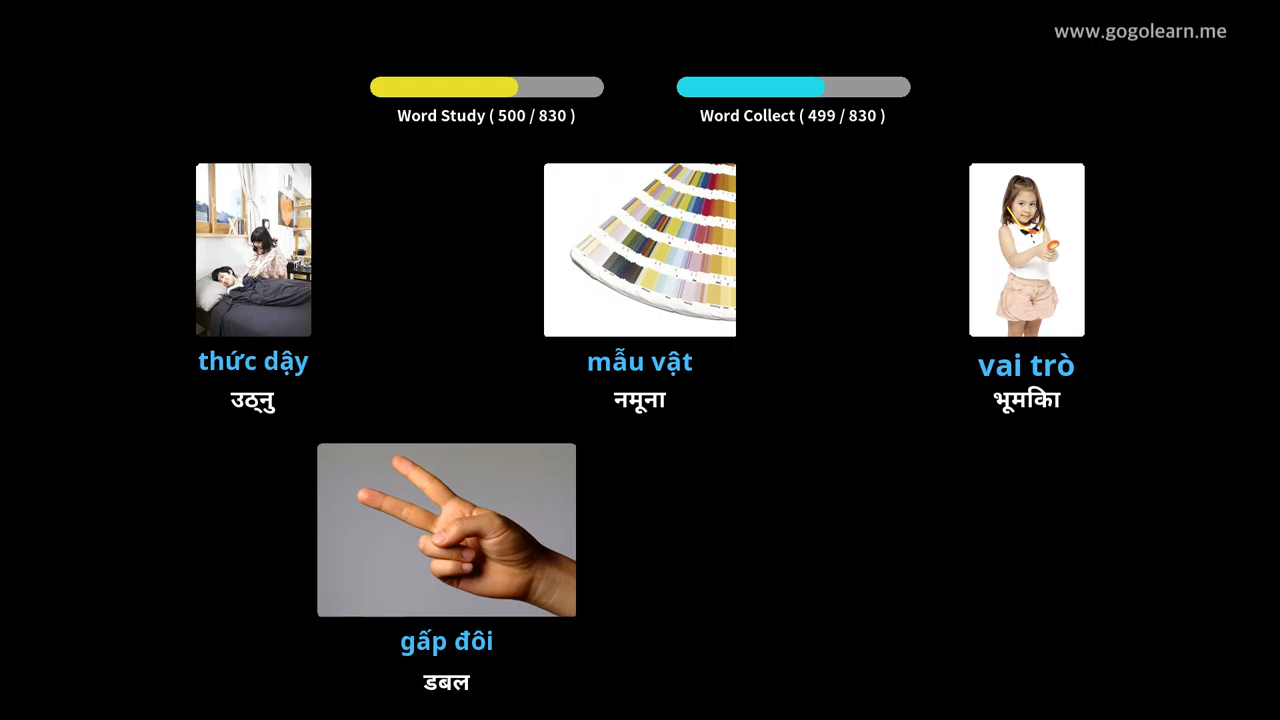 www.gogolearn.me
Word Study ( 500 / 830 )
Word Collect ( 499 / 830 )
thức dậy
उठ्नु
mẫu vật
नमूना
vai trò
भूमिका
gấp đôi
डबल